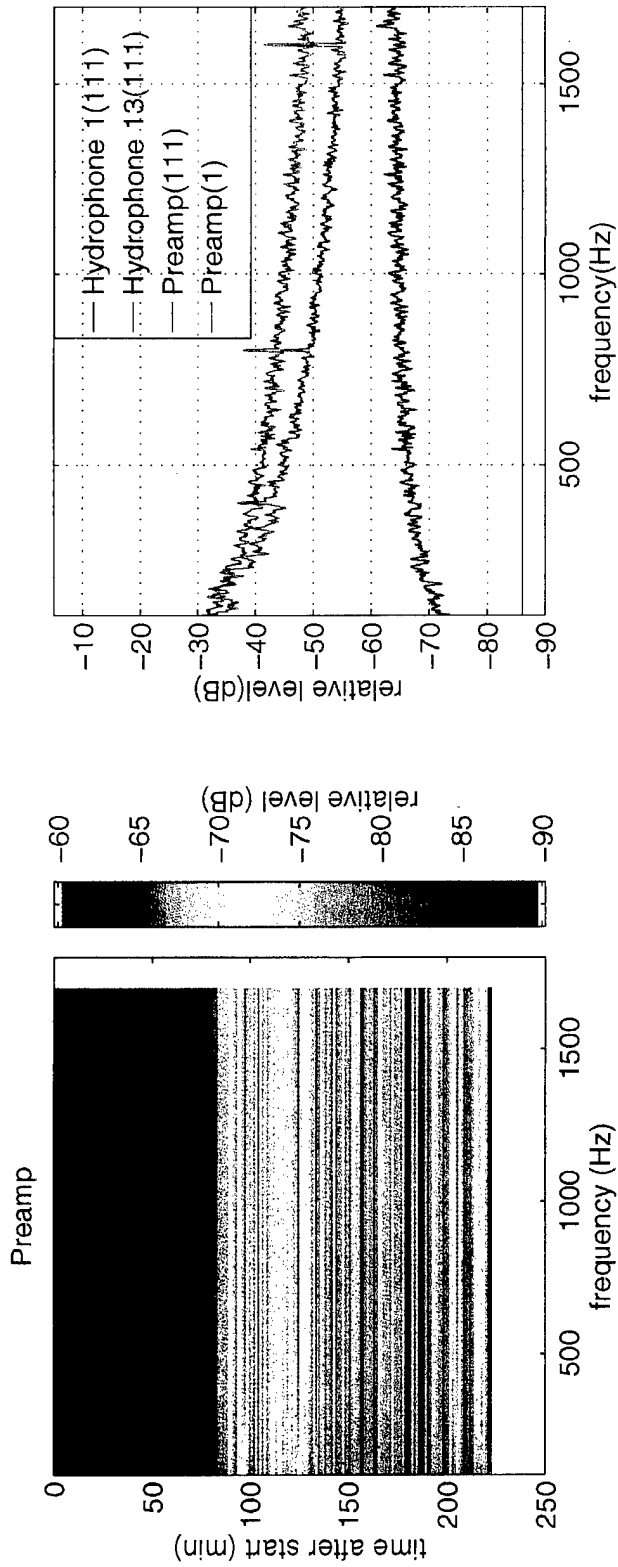 Preamp
0
50
100
150
200
250
time after start (min)
500
1000
1500
frequency (Hz)
−60
−65
−70
−75
−80
−85
−90
relative level (dB)
−10
−20
−30
−40
−50
−60
−70
−80
−90
relative level(dB)
Hydrophone 1(111)
Hydrophone 13(111)
Preamp(111)
Preamp(1)
500
1000
1500
frequency(Hz)